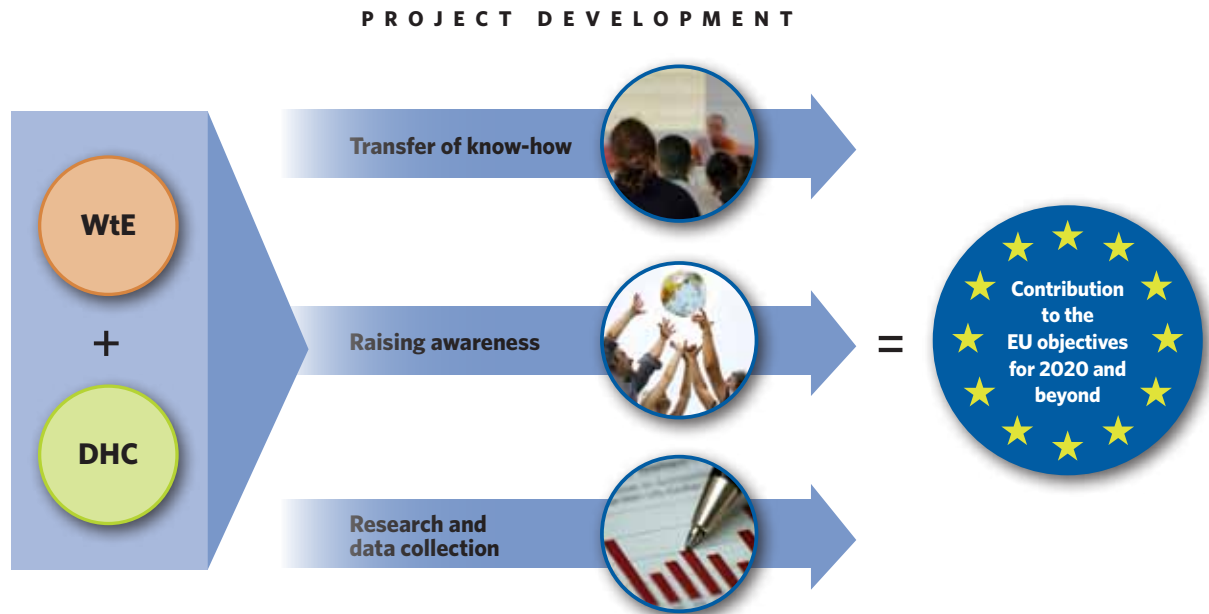 PROJECT DEVELOPMENT
WtE
+
DHC
Transfer of know-how
Raising awareness
Research and
data collection
=
Contribution
to the
EU objectives
for 2020 and
beyond